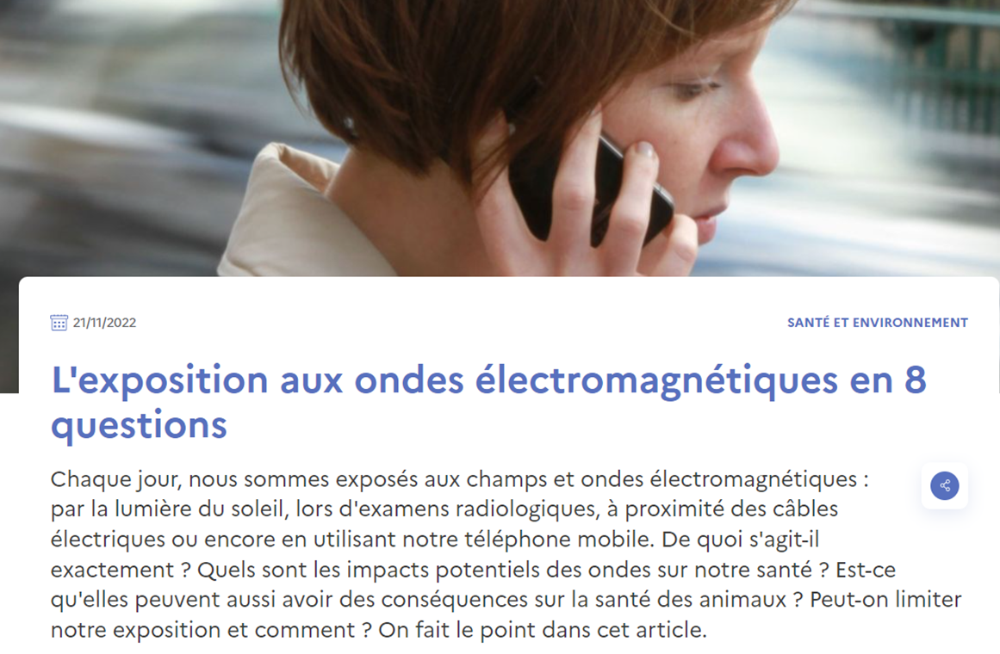 21/11/2022
SANTÉ ET ENVIRONNEMENT
L'exposition aux ondes électromagnétiques en 8
questions
Chaque jour, nous sommes exposés aux champs et ondes électromagnétiques :
par la lumière du soleil, lors d'examens radiologiques, à proximité des câbles
électriques ou encore en utilisant notre téléphone mobile. De quoi s'agit-il
exactement ? Quels sont les impacts potentiels des ondes sur notre santé ? Est-ce
qu'elles peuvent aussi avoir des conséquences sur la santé des animaux ? Peut-on limiter
notre exposition et comment ? On fait le point dans cet article.